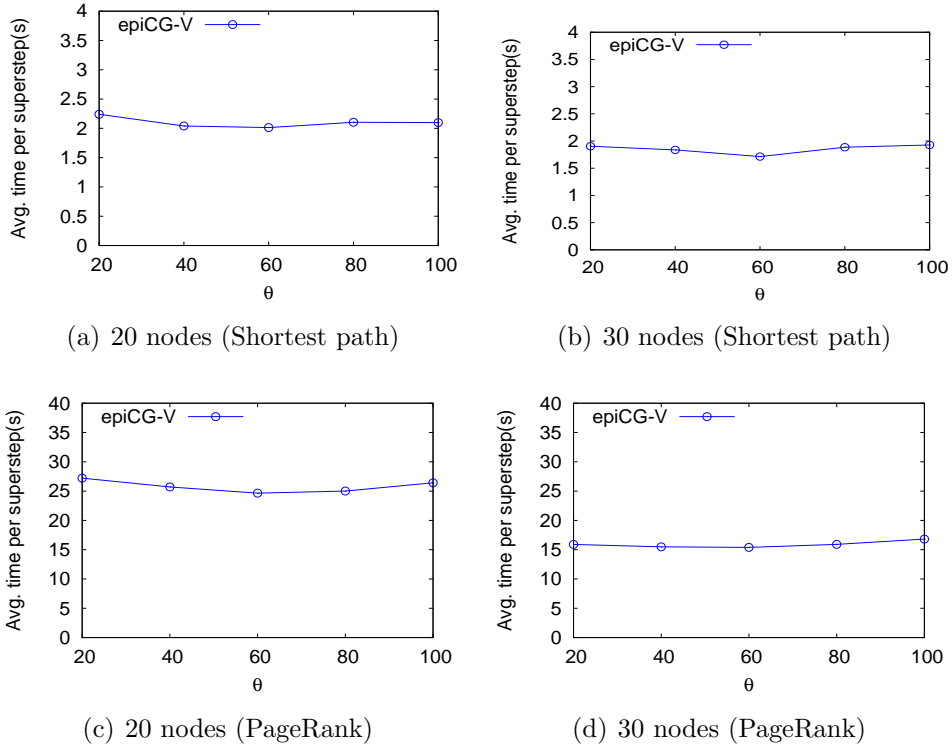 epiCG-V
Avg. time per superstep(s)
4
3.5
3
2.5
2
1.5
1
0.5
0
20 40 60 80 100
θ
(a) 20 nodes (Shortest path)
epiCG-V
Avg. time per superstep(s)
4
3.5
3
2.5
2
1.5
1
0.5
0
20 40 60 80 100
θ
(b) 30 nodes (Shortest path)
epiCG-V
Avg. time per superstep(s)
40
35
30
25
20
15
10
5
0
20 40 60 80 100
θ
(c) 20 nodes (PageRank)
epiCG-V
Avg. time per superstep(s)
40
35
30
25
20
15
10
5
0
20 40 60 80 100
θ
(d) 30 nodes (PageRank)